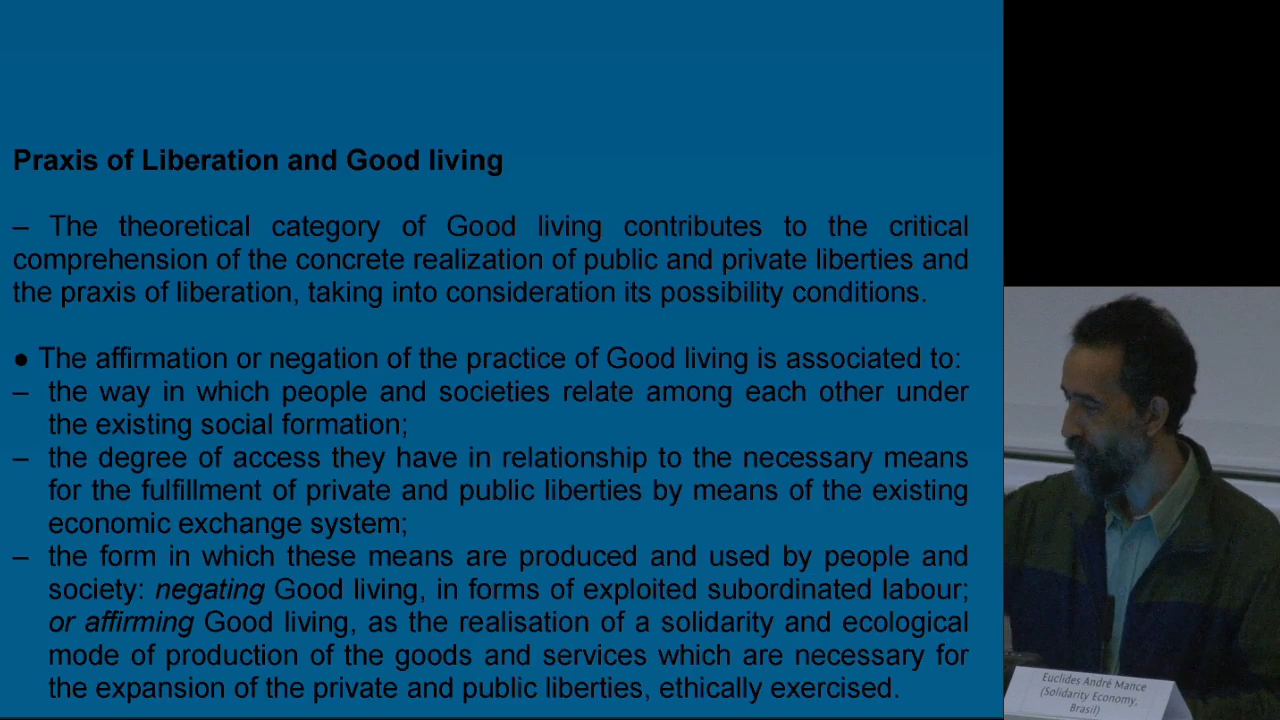 Praxis of Liberation and Good living
– The theoretical category of Good living contributes to the critical
comprehension of the concrete realization of public and private liberties and
the praxis of liberation, taking into consideration its possibility conditions.
● The affirmation or negation of the practice of Good living is associated to:
– the way in which people and societies relate among each other under
the existing social formation;
– the degree of access they have in relationship to the necessary means
for the fulfillment of private and public liberties by means of the existing
economic exchange system;
– the form in which these means are produced and used by people and
society: negating Good living, in forms of exploited subordinated labour;
or affirming Good living, as the realisation of a solidarity and ecological
mode of production of the goods and services which are necessary for
the expansion of the private and public liberties, ethically exercised.
Euclides André Mance
(Solidarity Economy,
Brasil)